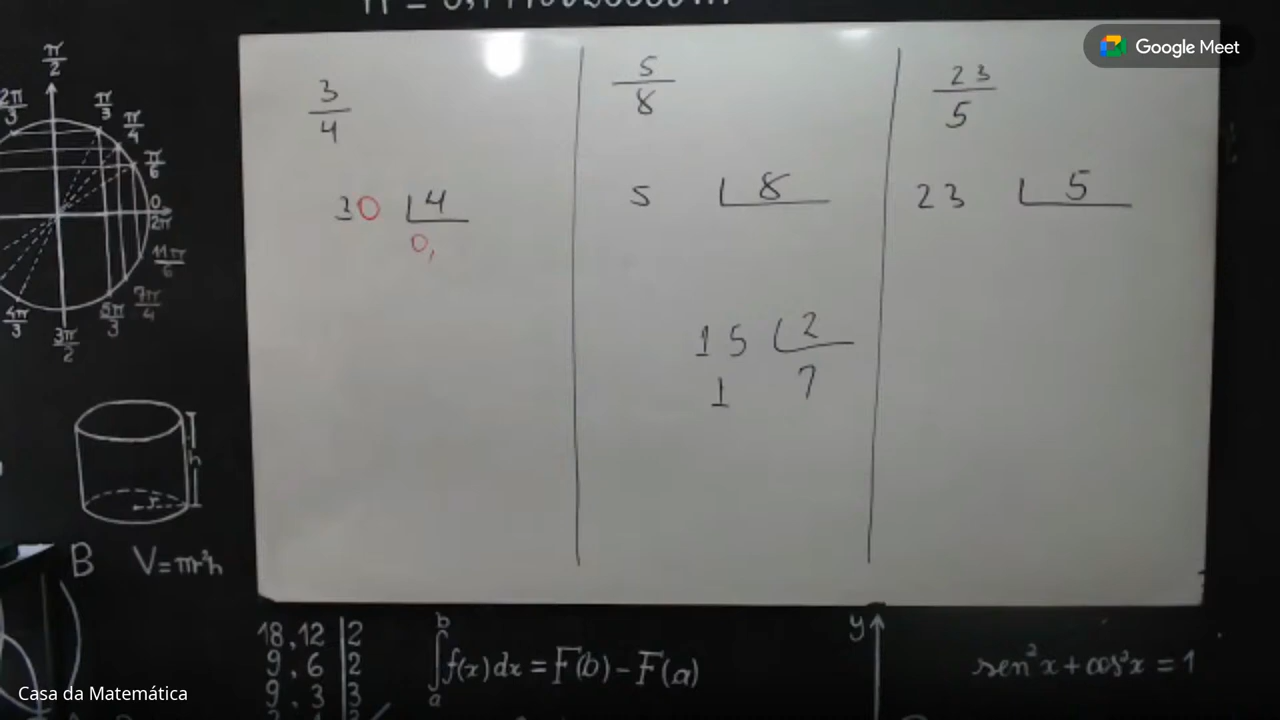 Google Meet
3/4
30 4
0,
5/8
5 8
15 2
1 7
23/5
23 5
π/2
2π/3
π/3
π/4
π/6
0
2π
11π/6
7π/4
5π/3
3π/2
4π/3
h
r
B V=πr²h
18,12 | 2
9, 6 | 2
9, 3 | 3
∫ₐᵇ f(x) dx = F(b) - F(a)
y
sen²x + cos²x = 1
Casa da Matemática